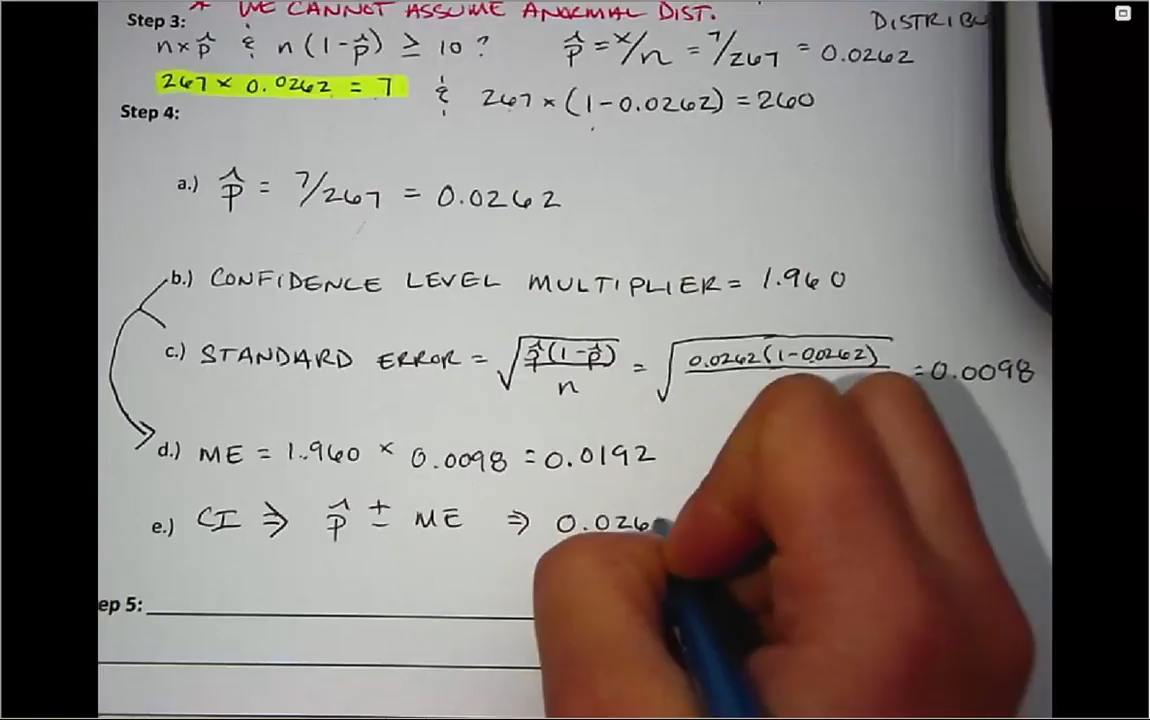 * WE CANNOT ASSUME A NORMAL DIST.
Step 3:
DISTRIBU
n×p̂ & n(1-p̂) ≥ 10? p̂ = x/n = 7/267 = 0.0262
267 × 0.0262 = 7 & 267 × (1-0.0262) = 260
Step 4:
a.) p̂ = 7/267 = 0.0262
b.) CONFIDENCE LEVEL MULTIPLIER = 1.960
c.) STANDARD ERROR = √(p̂(1-p̂)/n) = √(0.0262(1-0.0262) = 0.0098
d.) ME = 1.960 × 0.0098 = 0.0192
e.) CI ⇒ p̂ ± ME ⇒ 0.026
ep 5: